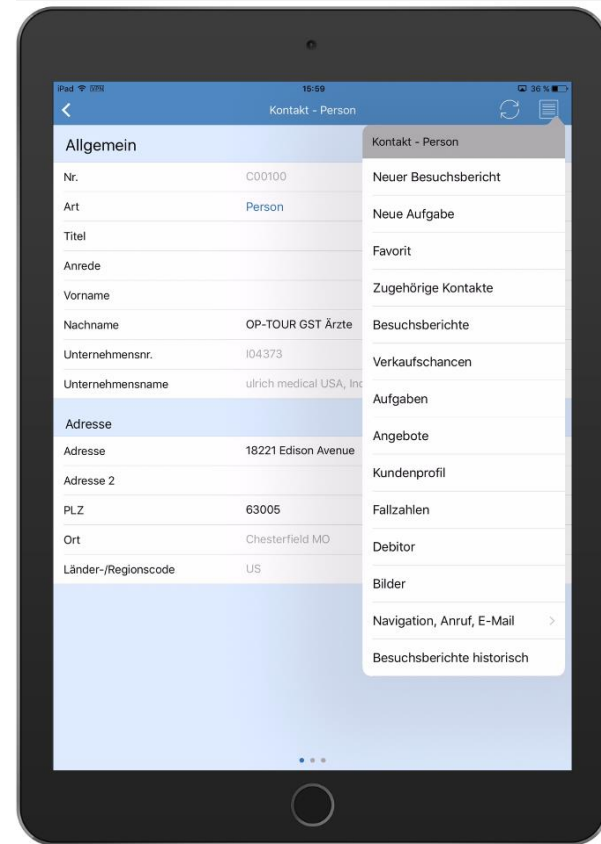 iPad
15:59
36 %
Kontakt - Person
Allgemein
Nr. C00100
Art Person
Titel
Anrede
Vorname
Nachname OP-TOUR GST Ärzte
Unternehmensnr. I04373
Unternehmensname ulrich medical USA, Inc
Adresse
Adresse 18221 Edison Avenue
Adresse 2
PLZ 63005
Ort Chesterfield MO
Länder-/Regionscode US
Kontakt - Person
Neuer Besuchsbericht
Neue Aufgabe
Favorit
Zugehörige Kontakte
Besuchsberichte
Verkaufschancen
Aufgaben
Angebote
Kundenprofil
Fallzahlen
Debitor
Bilder
Navigation, Anruf, E-Mail
Besuchsberichte historisch